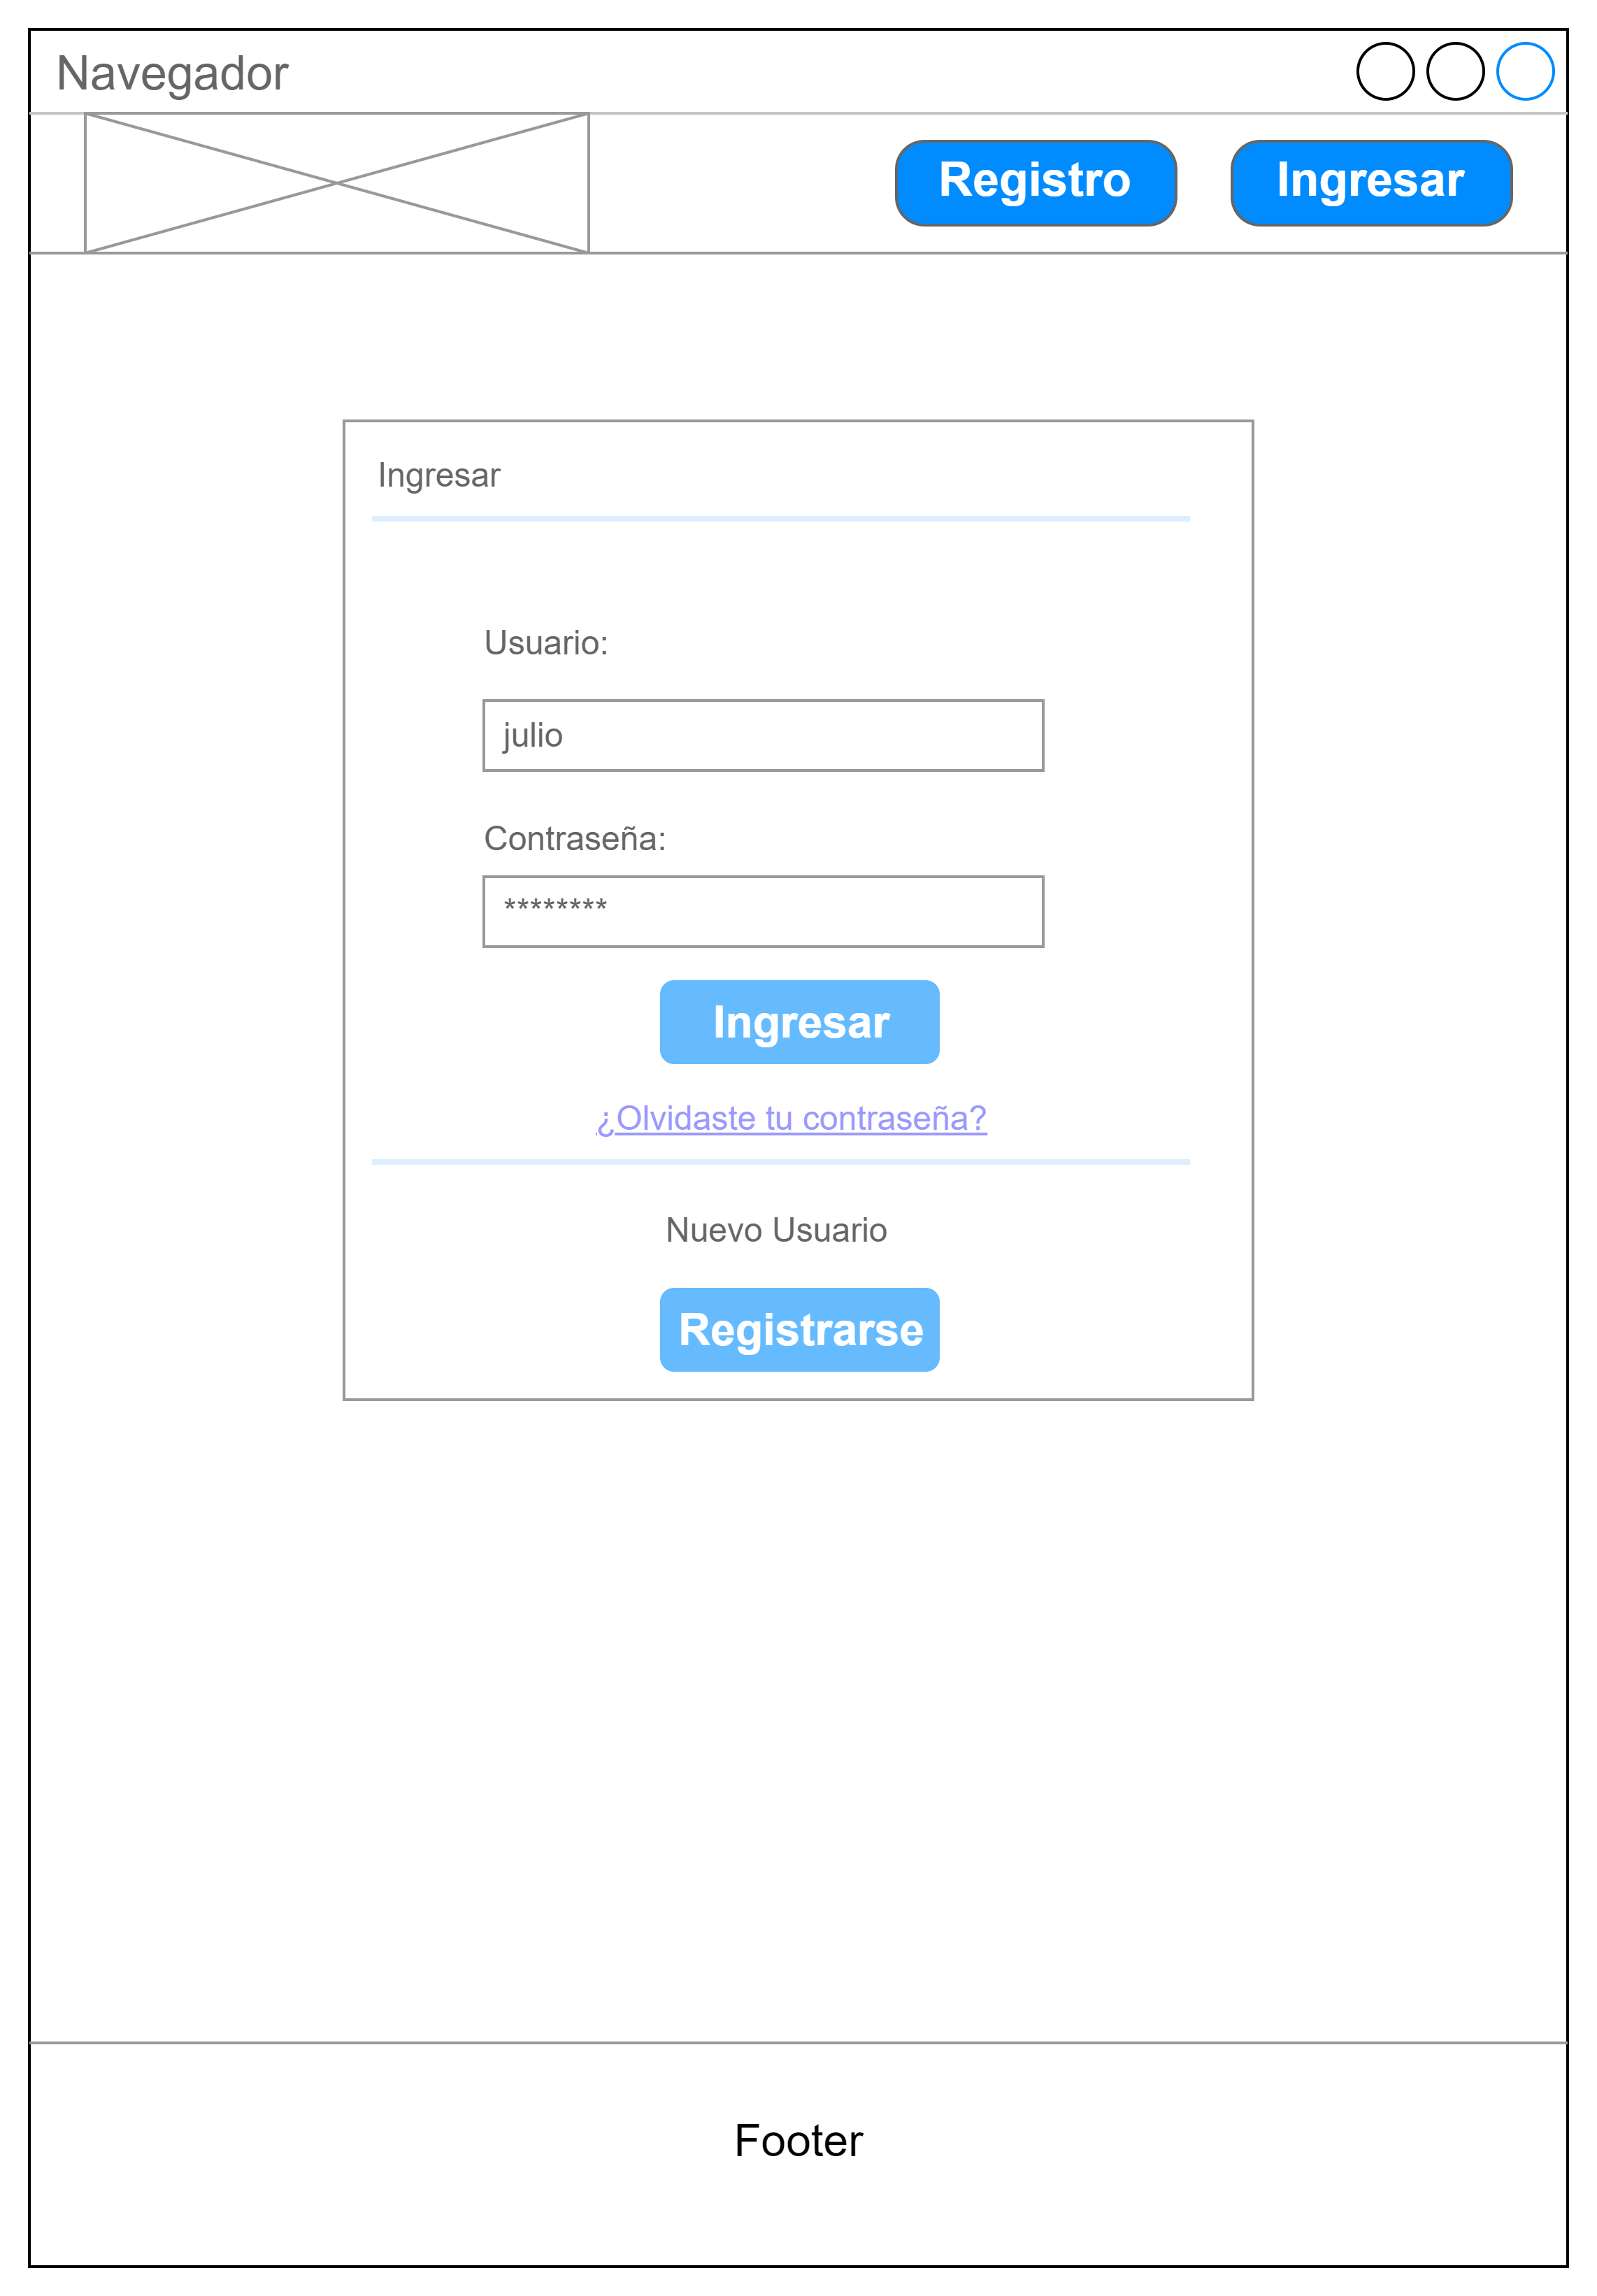 Navegador
Registro
Ingresar
Ingresar
Usuario:
julio
Contraseña:
********
Ingresar
¿Olvidaste tu contraseña?
Nuevo Usuario
Registrarse
Footer